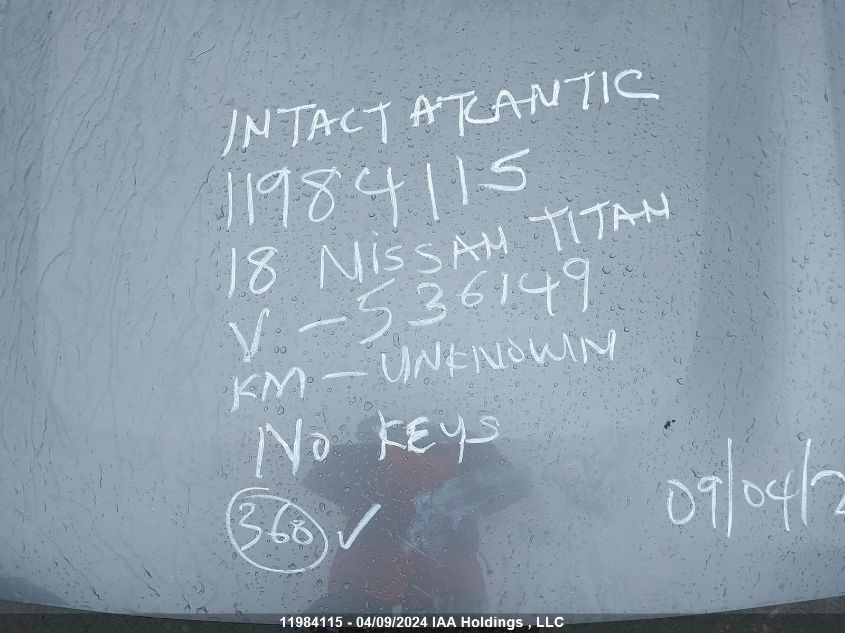 INTACT ATLANTIC
11984115
18 NISSAN TITAN
V - 536149
KM - UNKNOWN
NO KEYS
368 ✓
09/04/2
11984115 - 04/09/2024 IAA Holdings , LLC